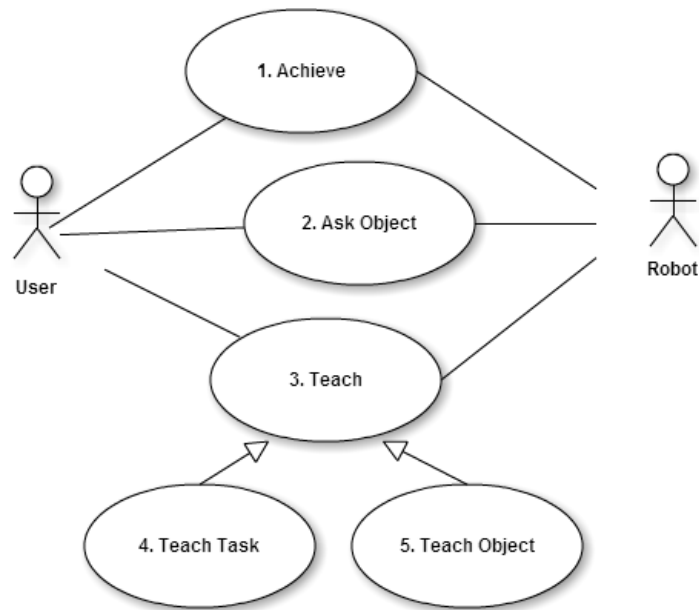 1. Achieve
2. Ask Object
User
Robot
3. Teach
4. Teach Task
5. Teach Object